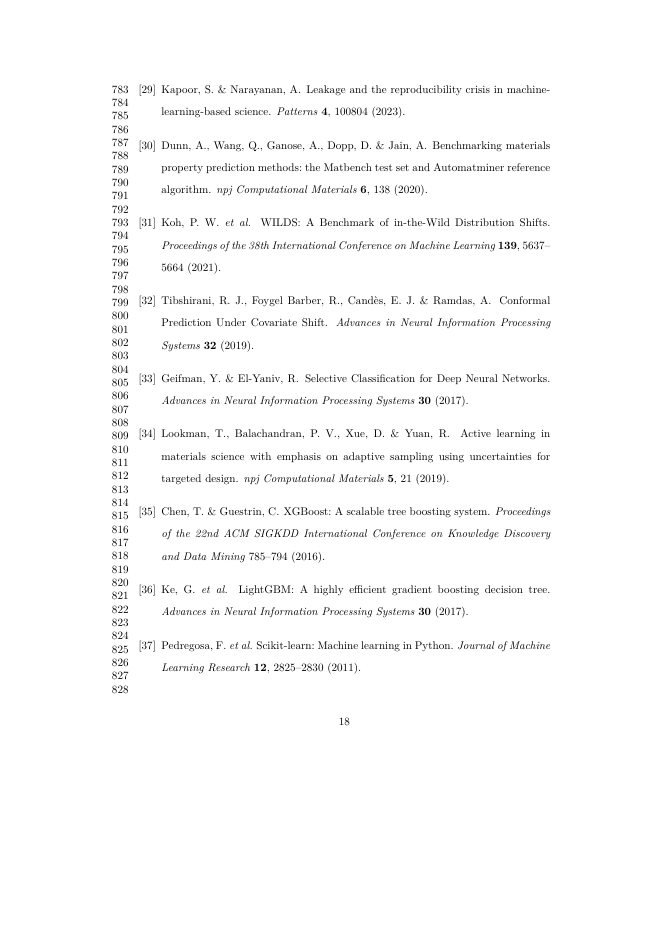 783 [29] Kapoor, S. & Narayanan, A. Leakage and the reproducibility crisis in machine-
784
785 learning-based science. Patterns 4, 100804 (2023).
786
787 [30] Dunn, A., Wang, Q., Ganose, A., Dopp, D. & Jain, A. Benchmarking materials
788
789 property prediction methods: the Matbench test set and Automatminer reference
790
791 algorithm. npj Computational Materials 6, 138 (2020).
792
793 [31] Koh, P. W. et al. WILDS: A Benchmark of in-the-Wild Distribution Shifts.
794
795 Proceedings of the 38th International Conference on Machine Learning 139, 5637–
796 5664 (2021).
797
798
799 [32] Tibshirani, R. J., Foygel Barber, R., Candès, E. J. & Ramdas, A. Conformal
800
801 Prediction Under Covariate Shift. Advances in Neural Information Processing
802 Systems 32 (2019).
803
804
805 [33] Geifman, Y. & El-Yaniv, R. Selective Classification for Deep Neural Networks.
806
807 Advances in Neural Information Processing Systems 30 (2017).
808
809 [34] Lookman, T., Balachandran, P. V., Xue, D. & Yuan, R. Active learning in
810
811 materials science with emphasis on adaptive sampling using uncertainties for
812 targeted design. npj Computational Materials 5, 21 (2019).
813
814
815 [35] Chen, T. & Guestrin, C. XGBoost: A scalable tree boosting system. Proceedings
816
817 of the 22nd ACM SIGKDD International Conference on Knowledge Discovery
818 and Data Mining 785–794 (2016).
819
820
821 [36] Ke, G. et al. LightGBM: A highly efficient gradient boosting decision tree.
822 Advances in Neural Information Processing Systems 30 (2017).
823
824
825 [37] Pedregosa, F. et al. Scikit-learn: Machine learning in Python. Journal of Machine
826
827 Learning Research 12, 2825–2830 (2011).
828
18